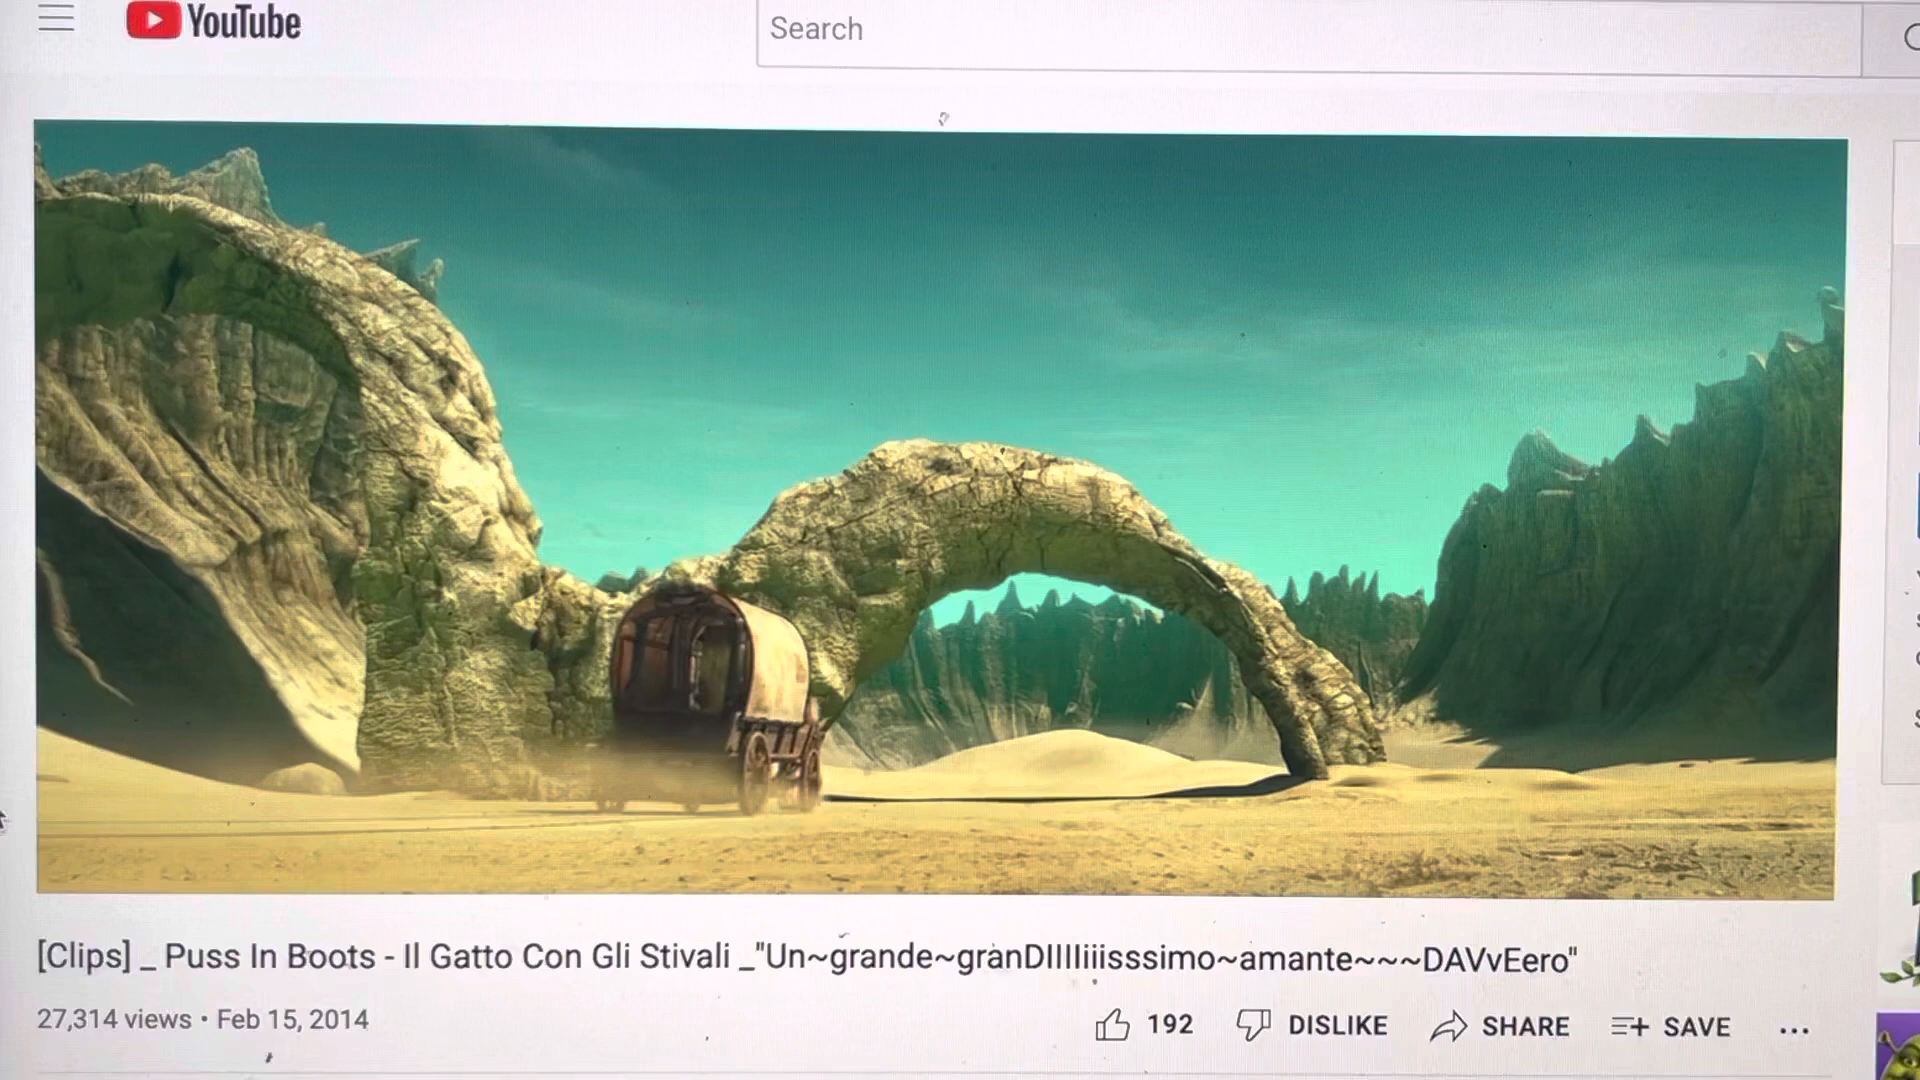 YouTube
Search
[Clips] _ Puss In Boots - Il Gatto Con Gli Stivali _"Un~grande~grànDIIIIiiisssimo~amante~~~DAVvEero"
27,314 views • Feb 15, 2014
192 DISLIKE SHARE SAVE ...